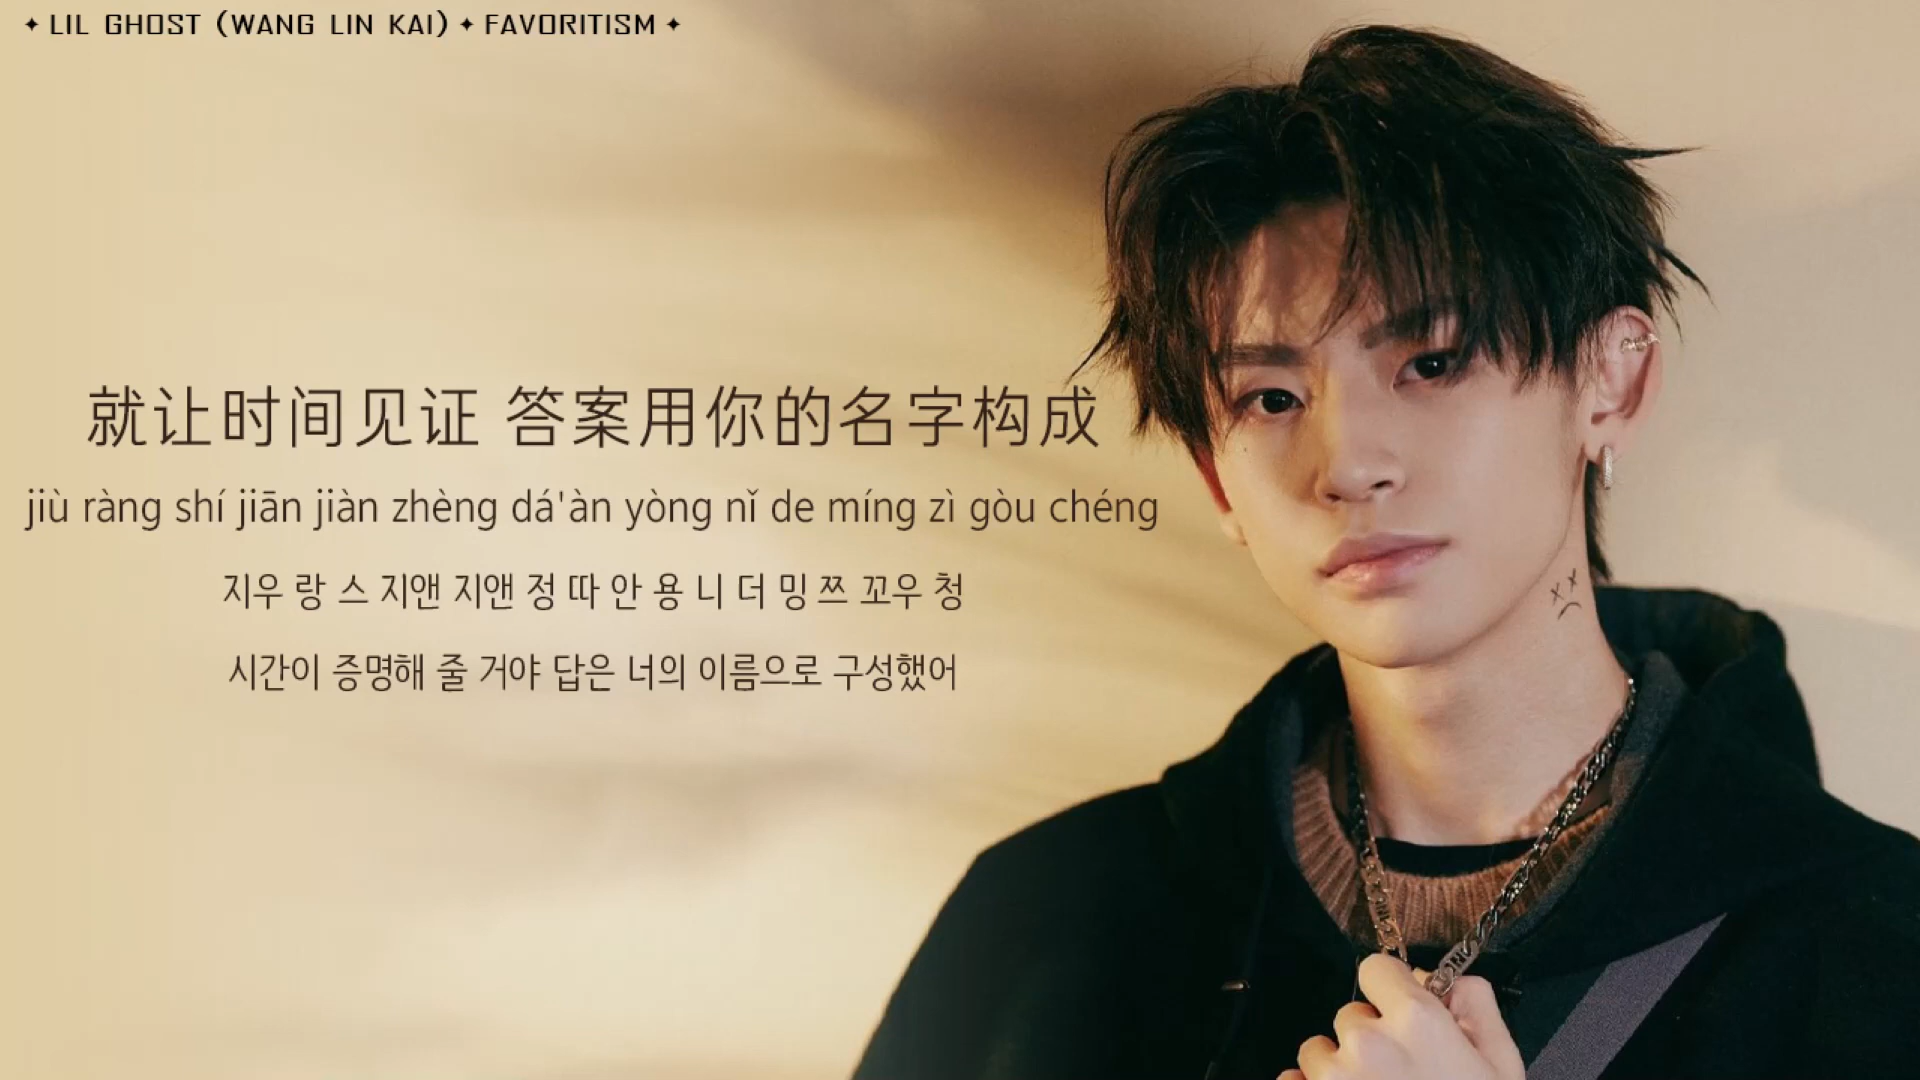 ✦ LIL GHOST (WANG LIN KAI) ✦ FAVORITISM ✦
就让时间见证 答案用你的名字构成
jiù ràng shí jiān jiàn zhèng dá'àn yòng nǐ de míng zì gòu chéng
지우 랑 스 지앤 지앤 정 따 안 용 니 더 밍 쯔 꼬우 청
시간이 증명해 줄 거야 답은 너의 이름으로 구성했어